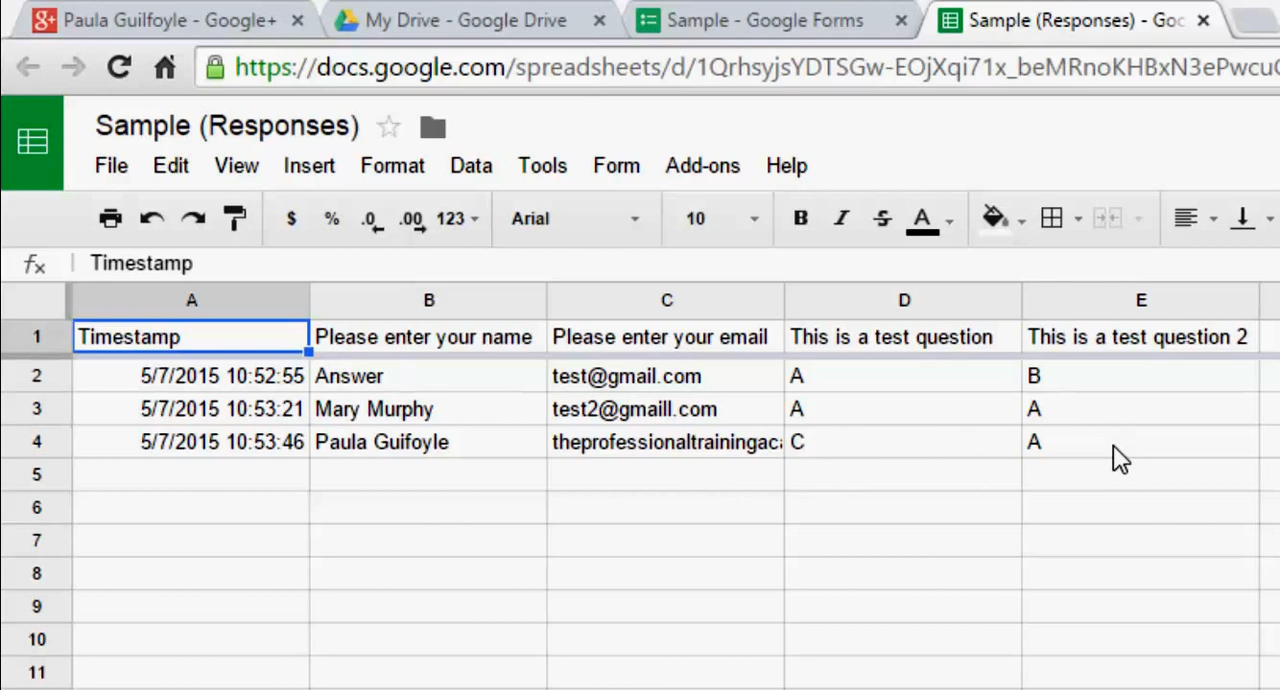 Paula Guilfoyle - Google+ My Drive - Google Drive Sample - Google Forms Sample (Responses) - Goo
https://docs.google.com/spreadsheets/d/1QrhsyjsYDTSGw-EOjXqi71x_beMRnoKHBxN3ePwcu
Sample (Responses)
File Edit View Insert Format Data Tools Form Add-ons Help
$ % .0 .00 123 Arial 10 B I S A
fx Timestamp
A B C D E
1 Timestamp Please enter your name Please enter your email This is a test question This is a test question 2
2 5/7/2015 10:52:55 Answer test@gmail.com A B
3 5/7/2015 10:53:21 Mary Murphy test2@gmaill.com A A
4 5/7/2015 10:53:46 Paula Guifoyle theprofessionaltrainingaca C A
5
6
7
8
9
10
11